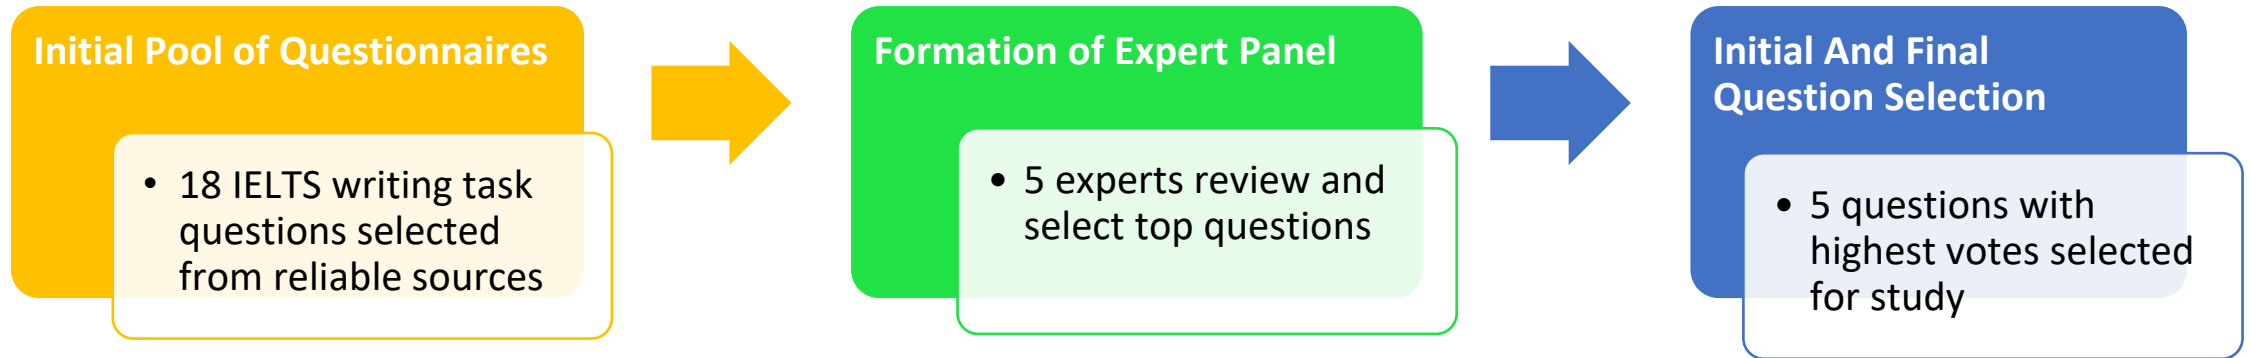 Initial Pool of Questionnaires
• 18 IELTS writing task
questions selected
from reliable sources
Formation of Expert Panel
• 5 experts review and
select top questions
Initial And Final
Question Selection
• 5 questions with
highest votes selected
for study